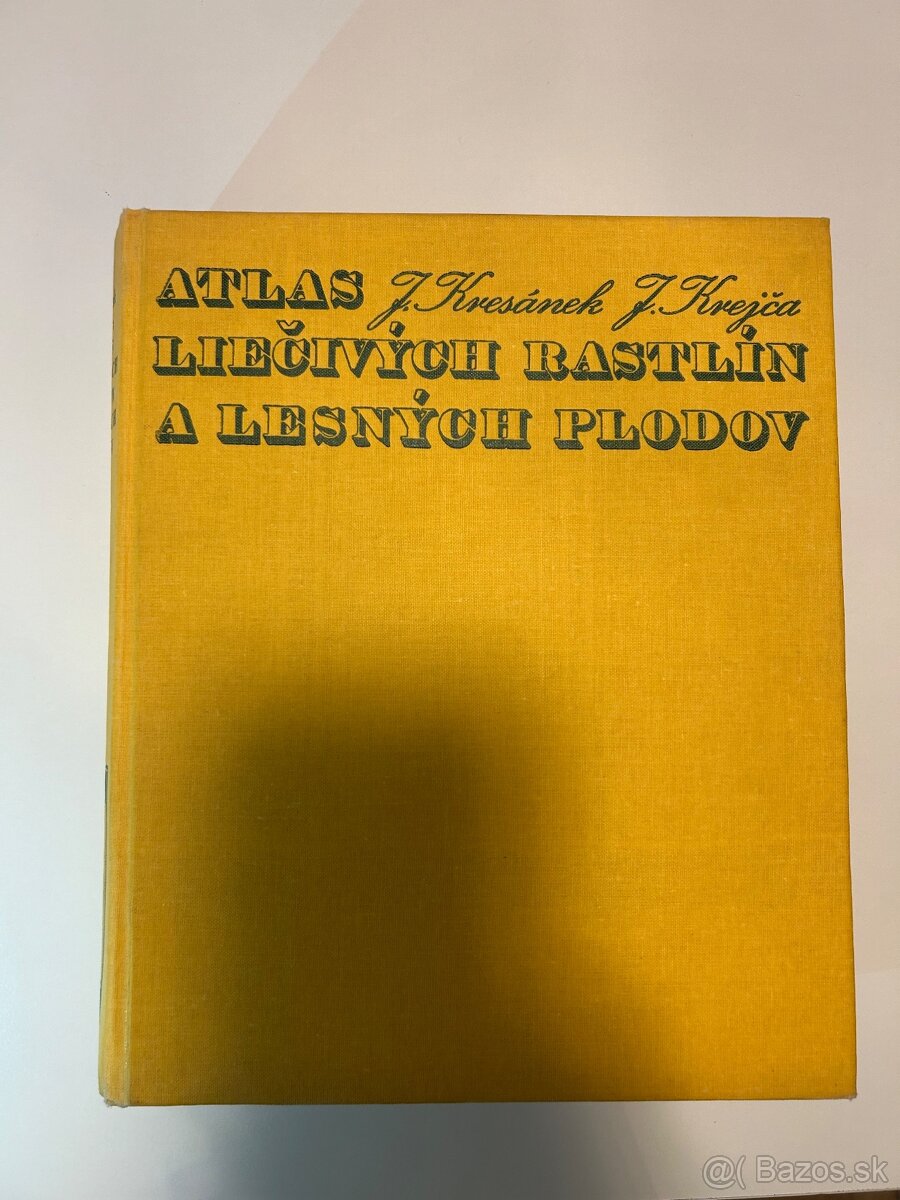 ATLAS J. Kresánek J. Krejča
LIEČIVÝCH RASTLÍN
A LESNÝCH PLODOV
@( Bazos.sk